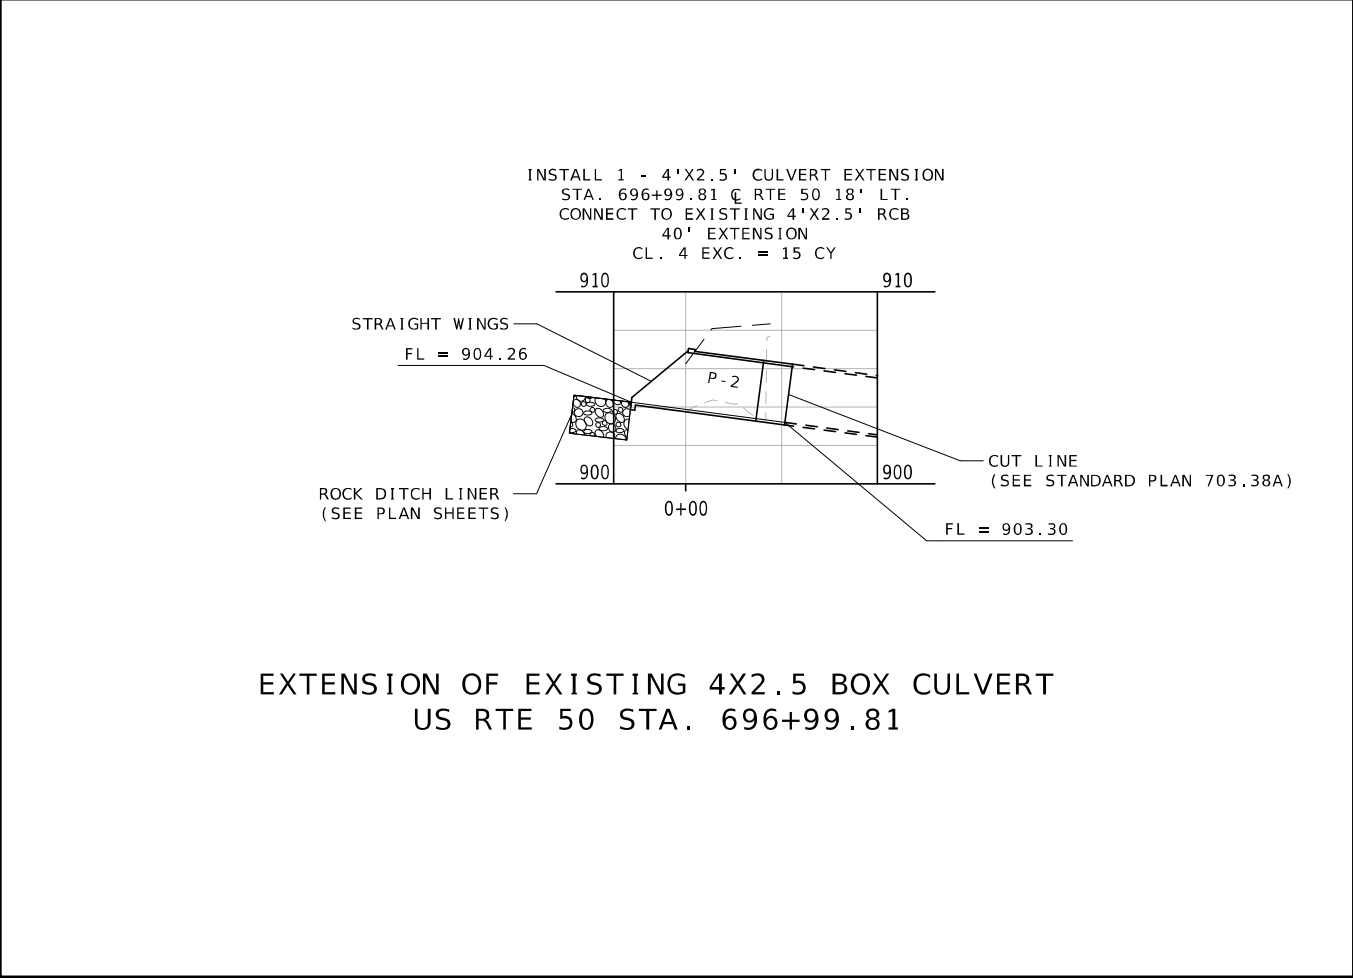 INSTALL 1 - 4'X2.5' CULVERT EXTENSION
STA. 696+99.81 ℄ RTE 50 18' LT.
CONNECT TO EXISTING 4'X2.5' RCB
40' EXTENSION
CL. 4 EXC. = 15 CY
910
910
STRAIGHT WINGS
FL = 904.26
P-2
CUT LINE
(SEE STANDARD PLAN 703.38A)
900
900
ROCK DITCH LINER
(SEE PLAN SHEETS)
0+00
FL = 903.30
EXTENSION OF EXISTING 4X2.5 BOX CULVERT
US RTE 50 STA. 696+99.81